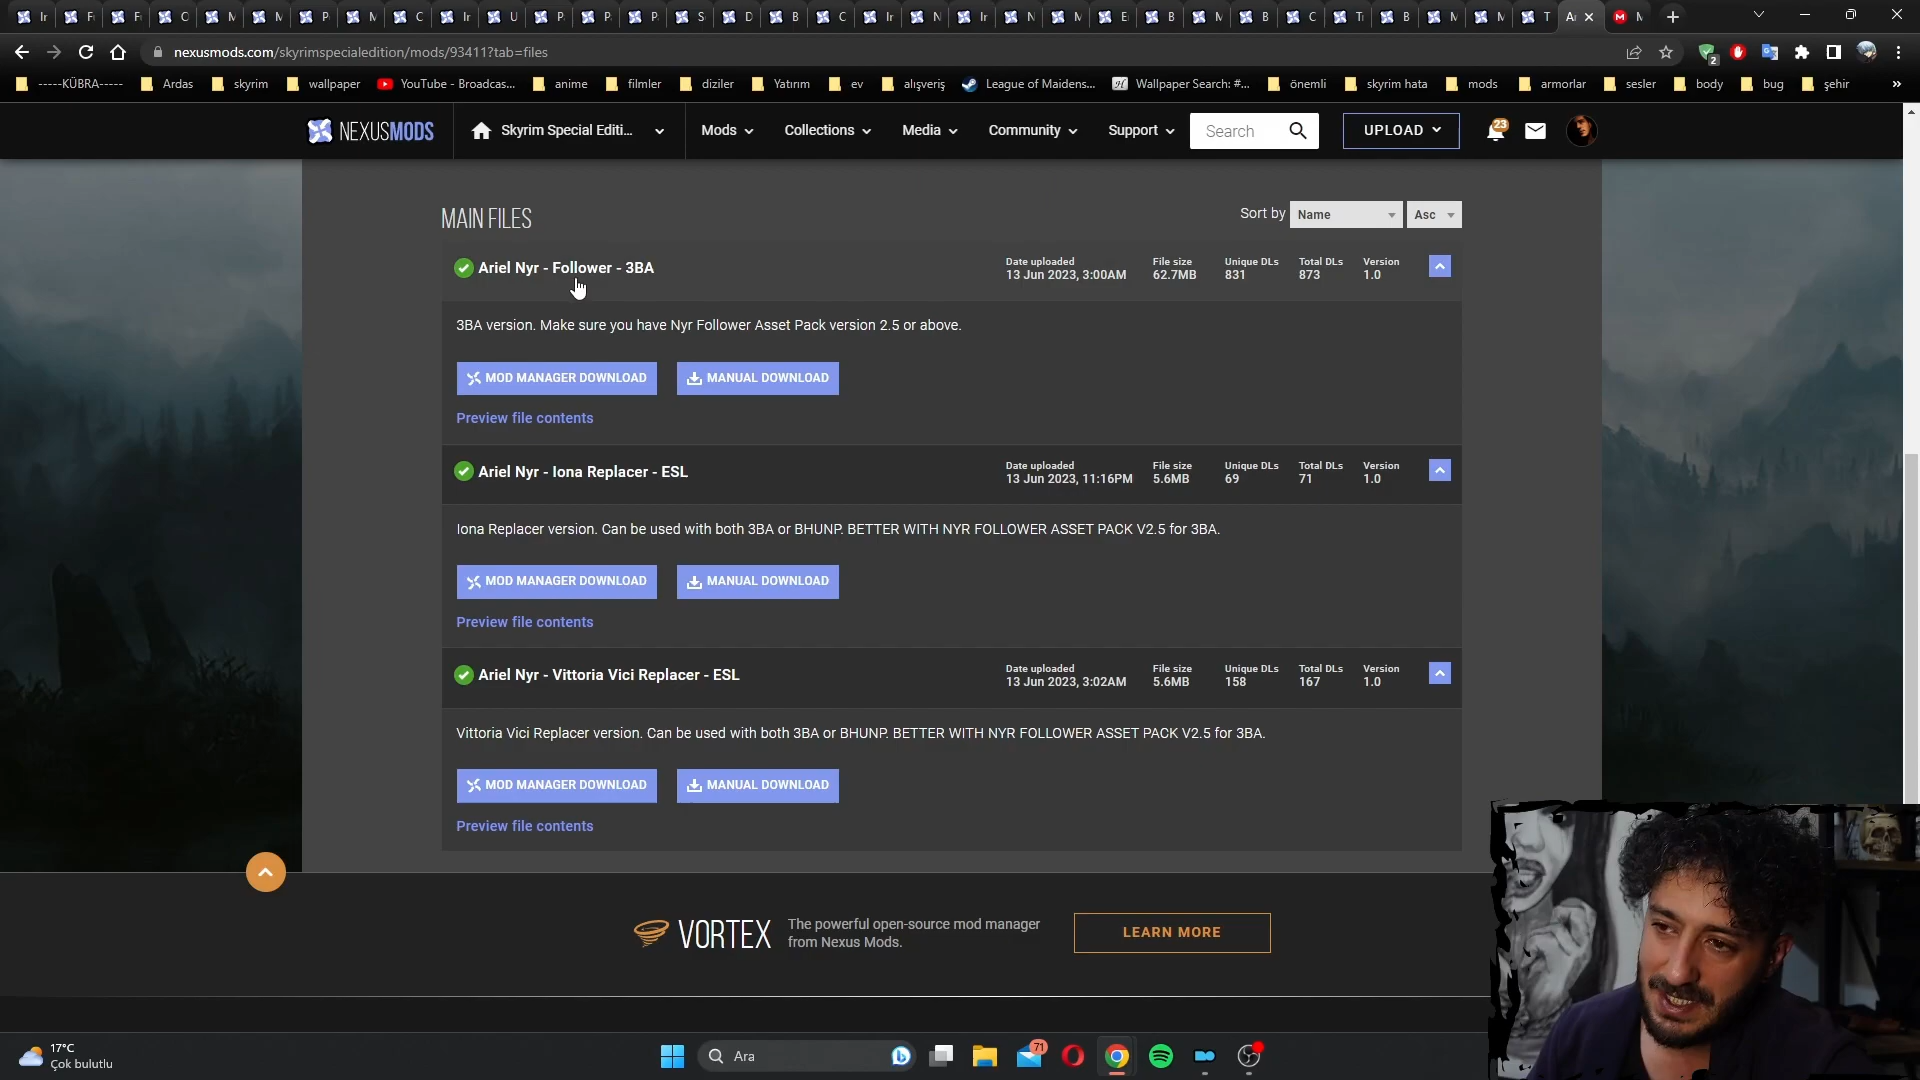 nexusmods.com/skyrimspecialedition/mods/93411?tab=files
2
-----KÜBRA-----
Ardas
skyrim
wallpaper
YouTube - Broadcas...
anime
filmler
diziler
Yatırım
ev
alışveriş
League of Maidens...
Wallpaper Search: #...
önemli
skyrim hata
mods
armorlar
sesler
body
bug
şehir
»
NEXUSMODS
Skyrim Special Editi...
Mods
Collections
Media
Community
Support
Search
UPLOAD
23
MAIN FILES
Sort by
Name
Asc
Ariel Nyr - Follower - 3BA
Date uploaded
13 Jun 2023, 3:00AM
File size
62.7MB
Unique DLs
831
Total DLs
873
Version
1.0
3BA version. Make sure you have Nyr Follower Asset Pack version 2.5 or above.
MOD MANAGER DOWNLOAD
MANUAL DOWNLOAD
Preview file contents
Ariel Nyr - Iona Replacer - ESL
Date uploaded
13 Jun 2023, 11:16PM
File size
5.6MB
Unique DLs
69
Total DLs
71
Version
1.0
Iona Replacer version. Can be used with both 3BA or BHUNP. BETTER WITH NYR FOLLOWER ASSET PACK V2.5 for 3BA.
MOD MANAGER DOWNLOAD
MANUAL DOWNLOAD
Preview file contents
Ariel Nyr - Vittoria Vici Replacer - ESL
Date uploaded
13 Jun 2023, 3:02AM
File size
5.6MB
Unique DLs
158
Total DLs
167
Version
1.0
Vittoria Vici Replacer version. Can be used with both 3BA or BHUNP. BETTER WITH NYR FOLLOWER ASSET PACK V2.5 for 3BA.
MOD MANAGER DOWNLOAD
MANUAL DOWNLOAD
Preview file contents
VORTEX
The powerful open-source mod manager
from Nexus Mods.
LEARN MORE
17°C
Çok bulutlu
Ara
71